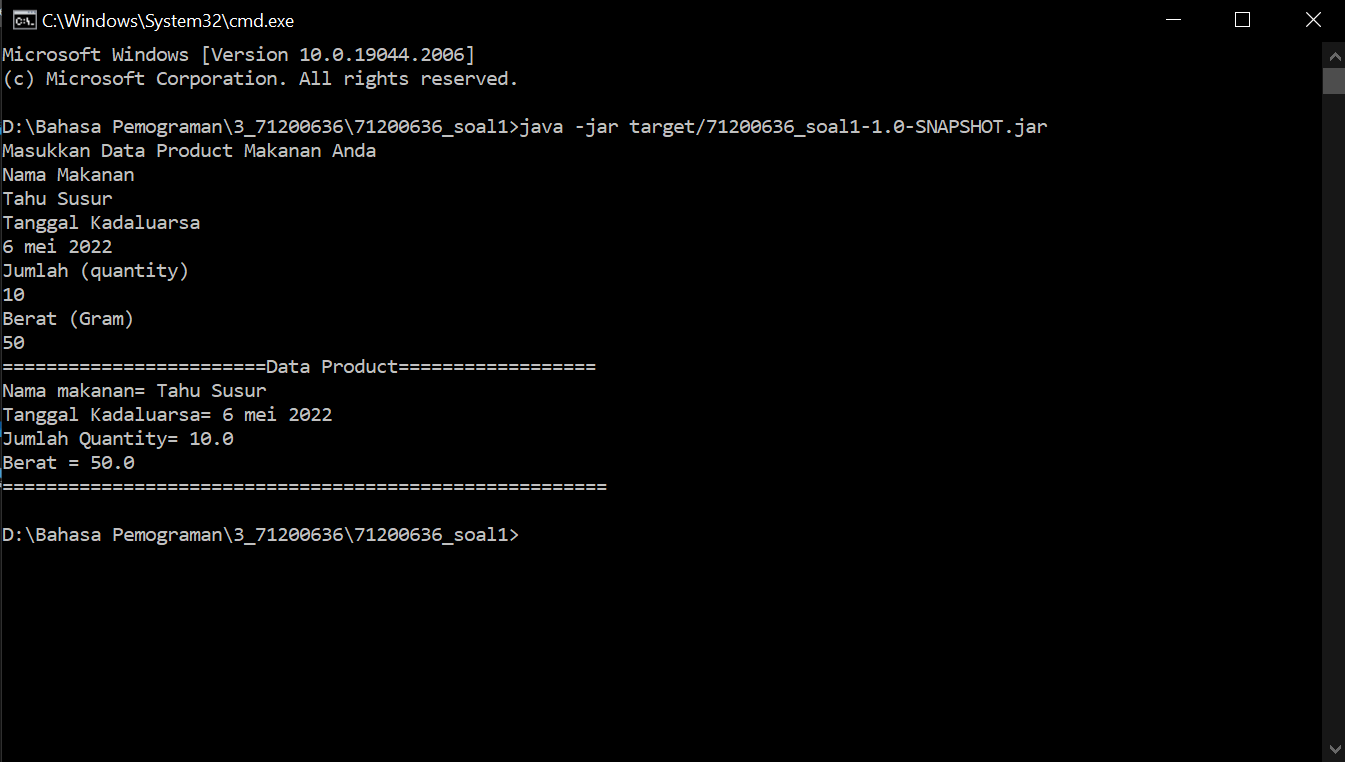 C:\Windows\System32\cmd.exe
Microsoft Windows [Version 10.0.19044.2006]
(c) Microsoft Corporation. All rights reserved.
D:\Bahasa Pemograman\3_71200636\71200636_soal1>java -jar target/71200636_soal1-1.0-SNAPSHOT.jar
Masukkan Data Product Makanan Anda
Nama Makanan
Tahu Susur
Tanggal Kadaluarsa
6 mei 2022
Jumlah (quantity)
10
Berat (Gram)
50
========================Data Product==================
Nama makanan= Tahu Susur
Tanggal Kadaluarsa= 6 mei 2022
Jumlah Quantity= 10.0
Berat = 50.0
=======================================================
D:\Bahasa Pemograman\3_71200636\71200636_soal1>